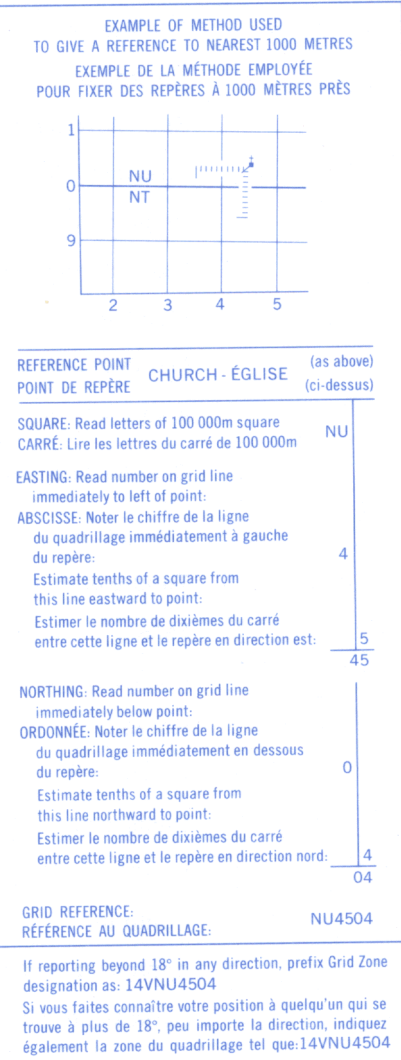 EXAMPLE OF METHOD USED
TO GIVE A REFERENCE TO NEAREST 1000 METRES
EXEMPLE DE LA MÉTHODE EMPLOYÉE
POUR FIXER DES REPÈRES À 1000 MÈTRES PRÈS
1
NU
0
NT
9
2 3 4 5
REFERENCE POINT
POINT DE REPÈRE
CHURCH - ÉGLISE
(as above)
(ci-dessus)
SQUARE: Read letters of 100 000m square
CARRÉ: Lire les lettres du carré de 100 000m
NU
EASTING: Read number on grid line
immediately to left of point:
ABSCISSE: Noter le chiffre de la ligne
du quadrillage immédiatement à gauche
du repère: 4
Estimate tenths of a square from
this line eastward to point:
Estimer le nombre de dixièmes du carré
entre cette ligne et le repère en direction est: 5
45
NORTHING: Read number on grid line
immediately below point:
ORDONNÉE: Noter le chiffre de la ligne
du quadrillage immédiatement en dessous
du repère: 0
Estimate tenths of a square from
this line northward to point:
Estimer le nombre de dixièmes du carré
entre cette ligne et le repère en direction nord: 4
04
GRID REFERENCE:
RÉFÉRENCE AU QUADRILLAGE:
NU4504
If reporting beyond 18° in any direction, prefix Grid Zone
designation as: 14VNU4504
Si vous faites connaître votre position à quelqu'un qui se
trouve à plus de 18°, peu importe la direction, indiquez
également la zone du quadrillage tel que:14VNU4504